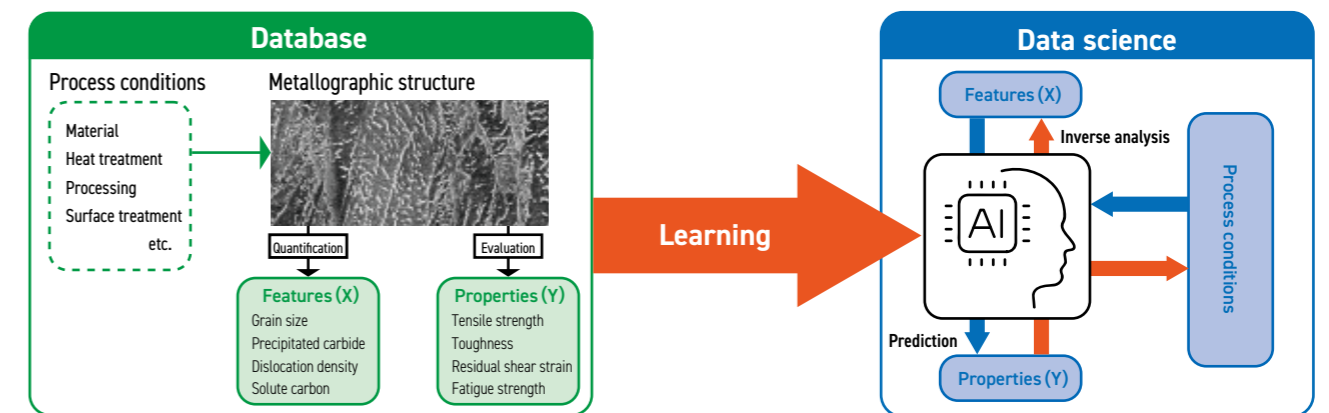 Database
Process conditions
Material
Heat treatment
Processing
Surface treatment
etc.
Metallographic structure
Quantification
Evaluation
Features (X)
Grain size
Precipitated carbide
Dislocation density
Solute carbon
Properties (Y)
Tensile strength
Toughness
Residual shear strain
Fatigue strength
Learning
Data science
Features (X)
Inverse analysis
AI
Process conditions
Prediction
Properties (Y)